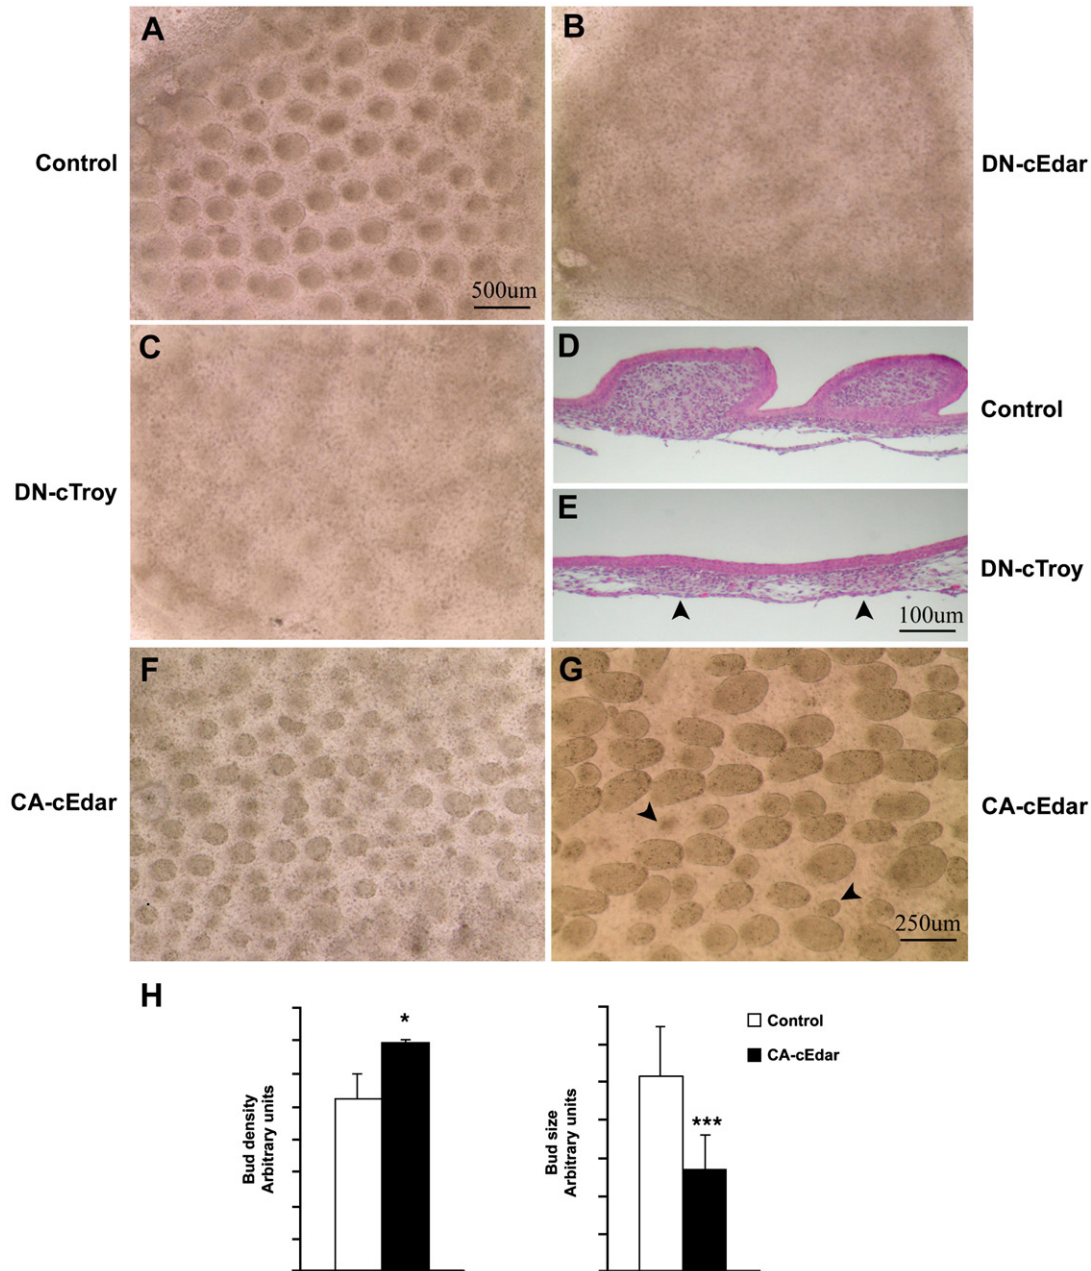 A
B
Control
DN-cEdar
500um
C
D
Control
DN-cTroy
E
DN-cTroy
100um
F
G
CA-cEdar
CA-cEdar
250um
H
*
Control
CA-cEdar
***
Bud density
Arbitrary units
Bud size
Arbitrary units